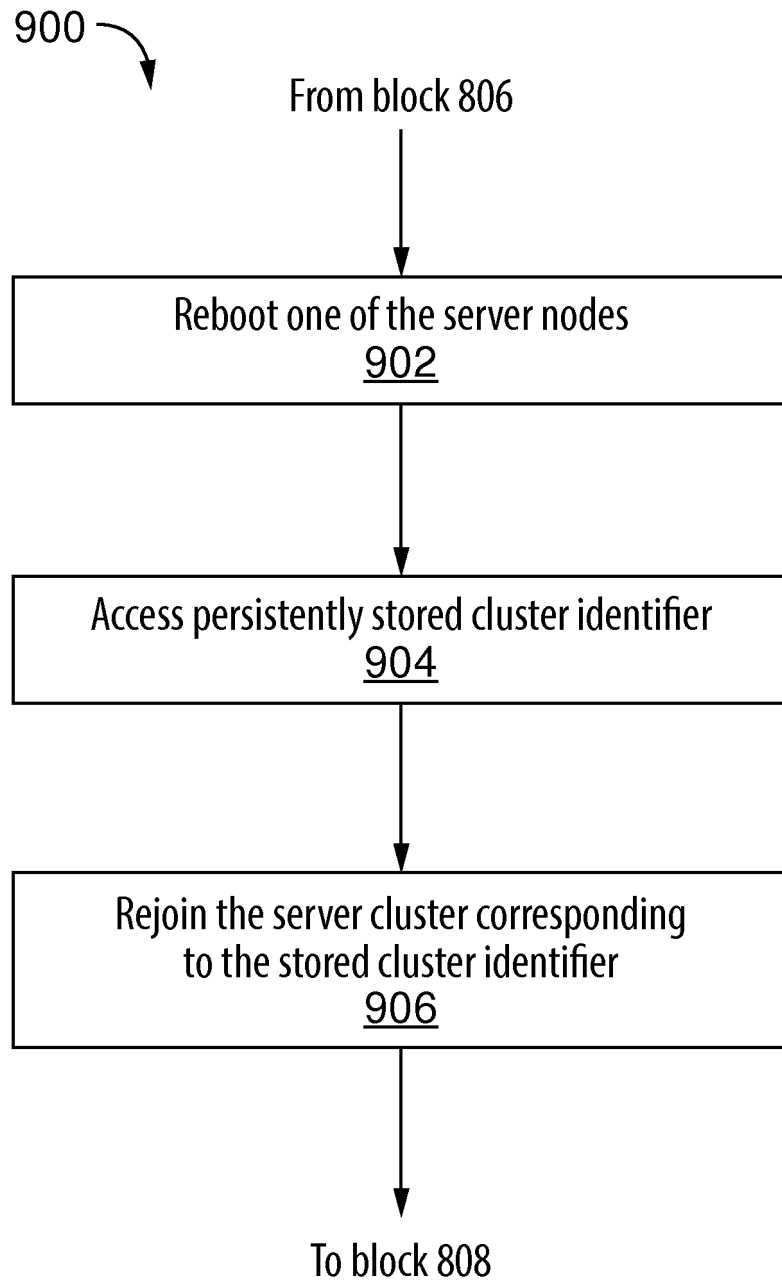 900
From block 806
Reboot one of the server nodes
902
Access persistently stored cluster identifier
904
Rejoin the server cluster corresponding
to the stored cluster identifier
906
To block 808